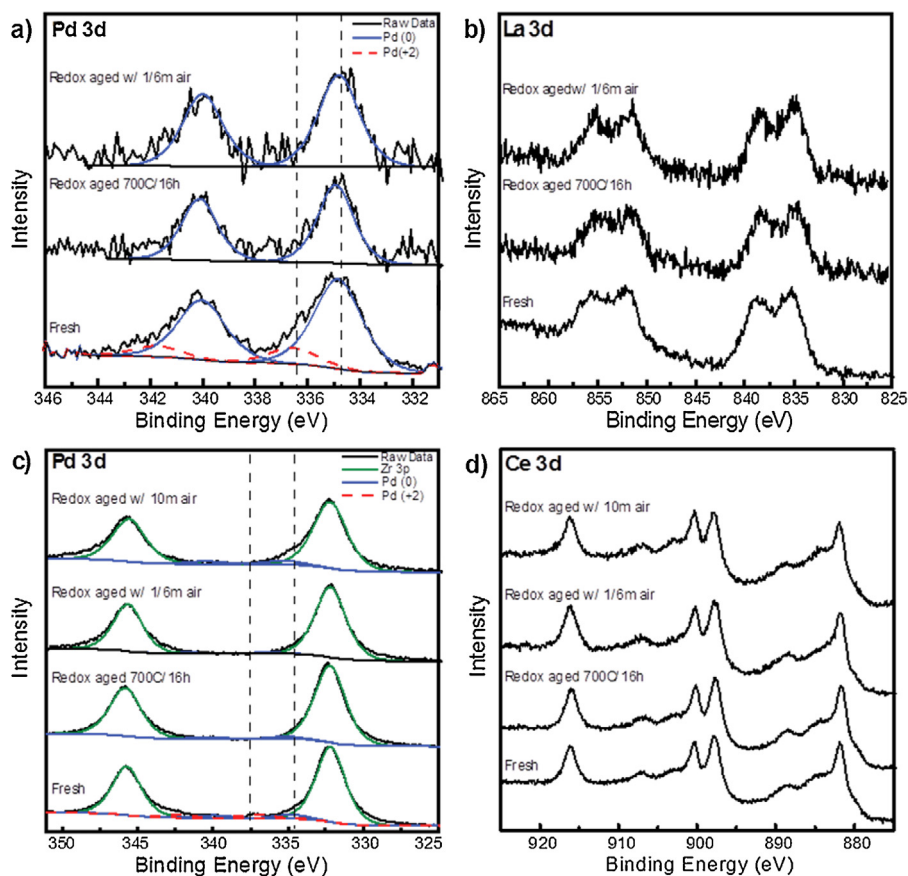 a)
Pd 3d
Raw Data
Pd (0)
Pd(+2)
Redox aged w/ 1/6m air
Redox aged 700C/16h
Fresh
Intensity
346 344 342 340 338 336 334 332
Binding Energy (eV)
b)
La 3d
Redox agedw/ 1/6m air
Redox aged 700C/16h
Fresh
Intensity
865 860 855 850 845 840 835 830 825
Binding Energy (eV)
c)
Pd 3d
Raw Data
Zr 3p
Pd (0)
Pd (+2)
Redox aged w/ 10m air
Redox aged w/ 1/6m air
Redox aged 700C/16h
Fresh
Intensity
350 345 340 335 330 325
Binding Energy (eV)
d)
Ce 3d
Redox aged w/ 10m air
Redox aged w/ 1/6m air
Redox aged 700C/16h
Fresh
Intensity
920 910 900 890 880
Binding Energy (eV)